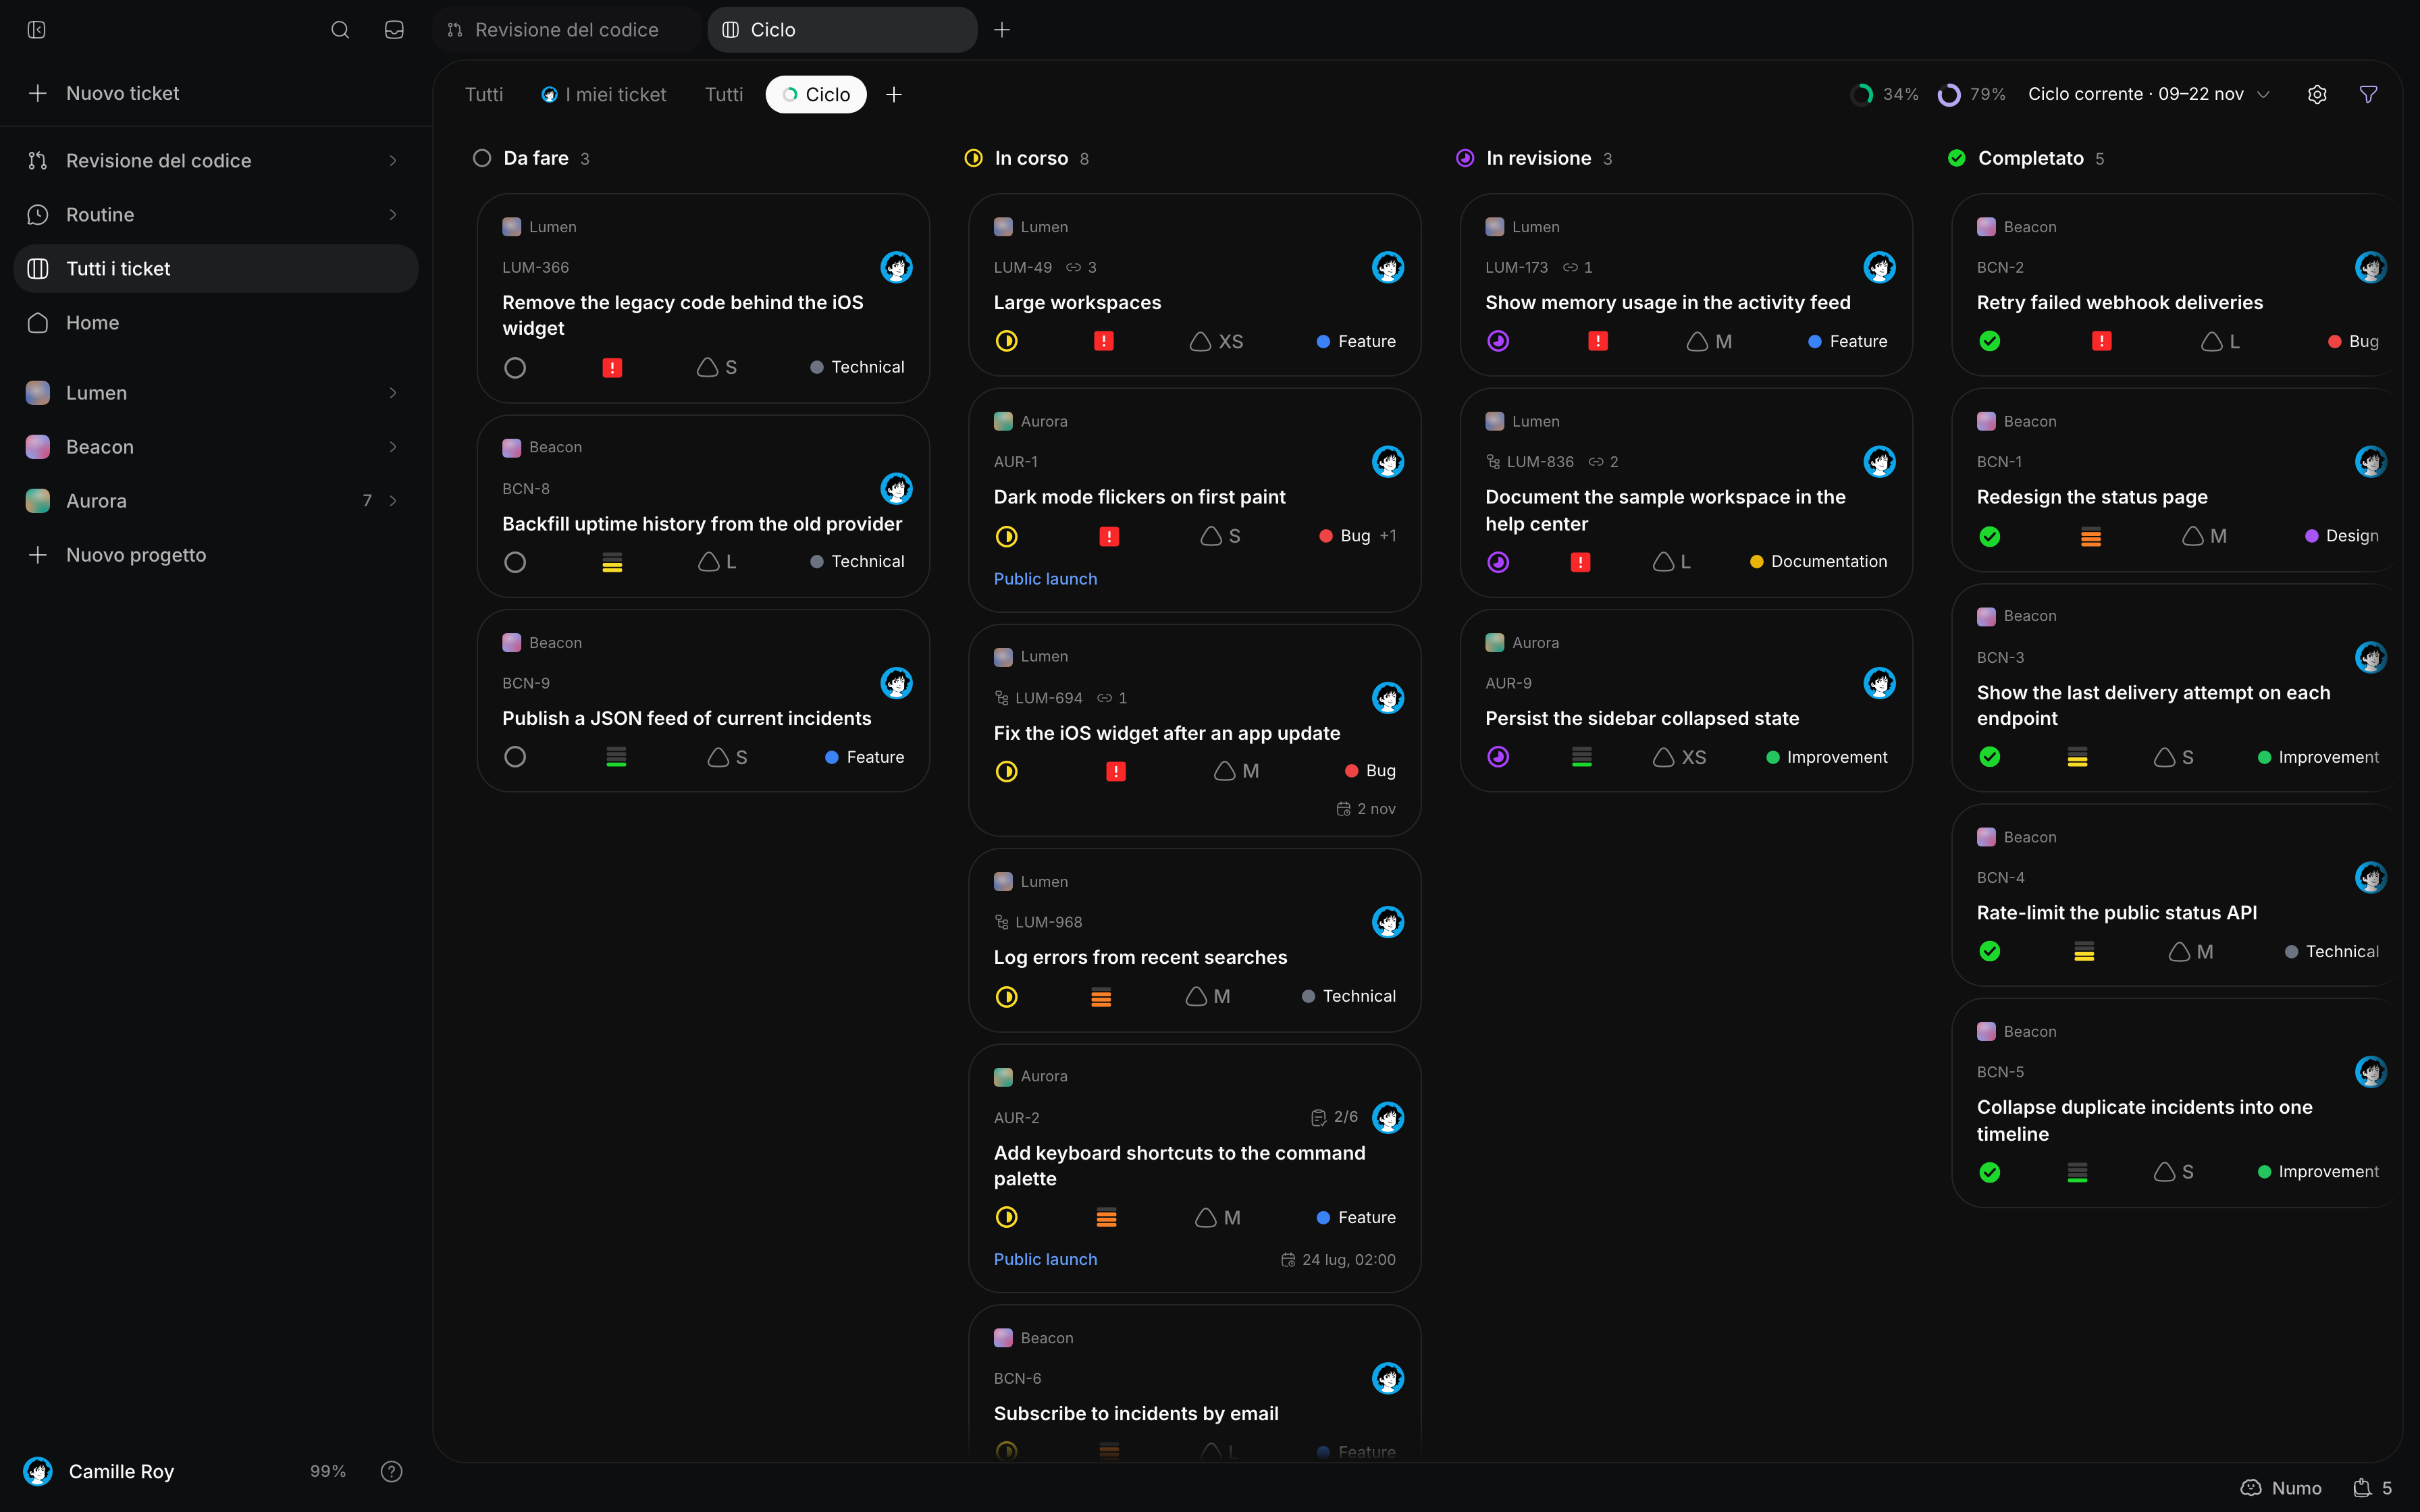 Revisione del codice
Ciclo
Nuovo ticket
Revisione del codice
Routine
Tutti i ticket
Home
Lumen
Beacon
Aurora 7
Nuovo progetto
Camille Roy 99%
Tutti
I miei ticket
Tutti
Ciclo
34%
79%
Ciclo corrente · 09–22 nov
Da fare 3
Lumen
LUM-366
Remove the legacy code behind the iOS
widget
S
Technical
Beacon
BCN-8
Backfill uptime history from the old provider
L
Technical
Beacon
BCN-9
Publish a JSON feed of current incidents
S
Feature
In corso 8
Lumen
LUM-49 3
Large workspaces
XS
Feature
Aurora
AUR-1
Dark mode flickers on first paint
S
Bug +1
Public launch
Lumen
LUM-694 1
Fix the iOS widget after an app update
M
Bug
2 nov
Lumen
LUM-968
Log errors from recent searches
M
Technical
Aurora
AUR-2 2/6
Add keyboard shortcuts to the command
palette
M
Feature
Public launch
24 lug, 02:00
Beacon
BCN-6
Subscribe to incidents by email
L
Feature
In revisione 3
Lumen
LUM-173 1
Show memory usage in the activity feed
M
Feature
Lumen
LUM-836 2
Document the sample workspace in the
help center
L
Documentation
Aurora
AUR-9
Persist the sidebar collapsed state
XS
Improvement
Completato 5
Beacon
BCN-2
Retry failed webhook deliveries
L
Bug
Beacon
BCN-1
Redesign the status page
M
Design
Beacon
BCN-3
Show the last delivery attempt on each
endpoint
S
Improvement
Beacon
BCN-4
Rate-limit the public status API
M
Technical
Beacon
BCN-5
Collapse duplicate incidents into one
timeline
S
Improvement
Numo
5